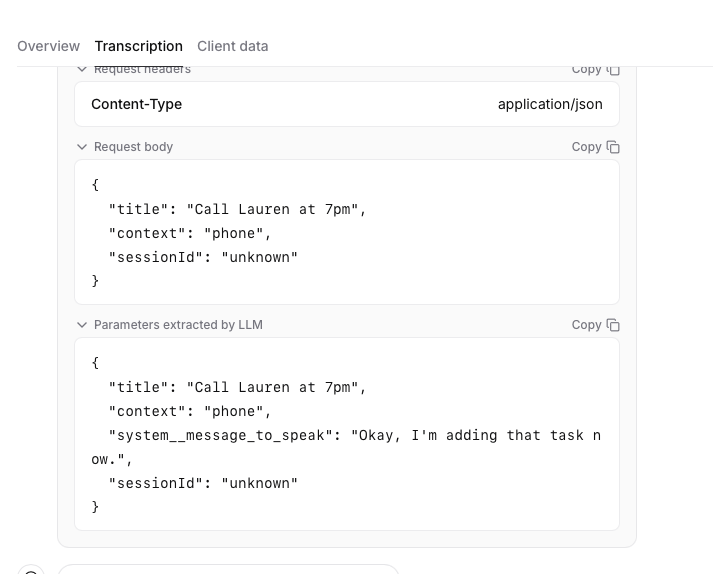 Overview Transcription Client data
Request headers Copy
Content-Type application/json
Request body Copy
{
"title": "Call Lauren at 7pm",
"context": "phone",
"sessionId": "unknown"
}
Parameters extracted by LLM Copy
{
"title": "Call Lauren at 7pm",
"context": "phone",
"system__message_to_speak": "Okay, I'm adding that task n
ow.",
"sessionId": "unknown"
}